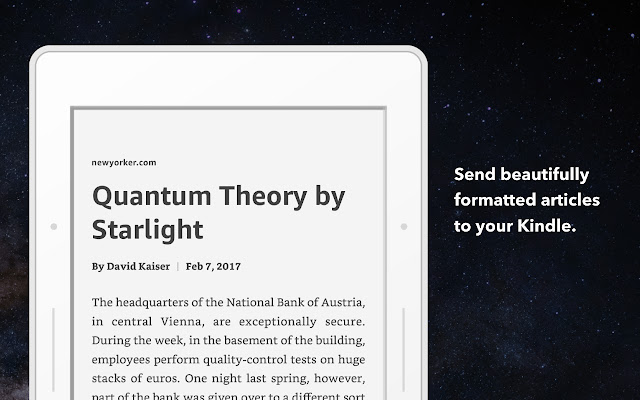 newyorker.com
Quantum Theory by
Starlight
By David Kaiser | Feb 7, 2017
The headquarters of the National Bank of Austria,
in central Vienna, are exceptionally secure.
During the week, in the basement of the building,
employees perform quality-control tests on huge
stacks of euros. One night last spring, however,
part of the bank was given over to a different sort
Send beautifully
formatted articles
to your Kindle.